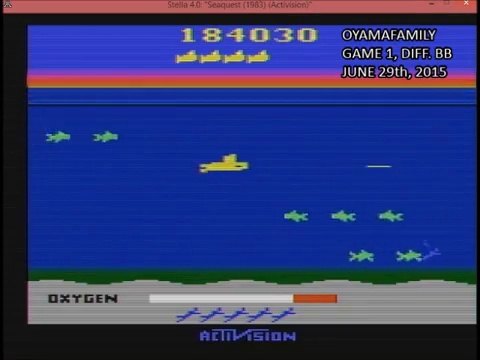 Stella 4.0: "Seaquest (1983) (Activision)"
184030
OYAMAFAMILY
GAME 1, DIFF. BB
JUNE 29th, 2015
OXYGEN
ACTIVISION